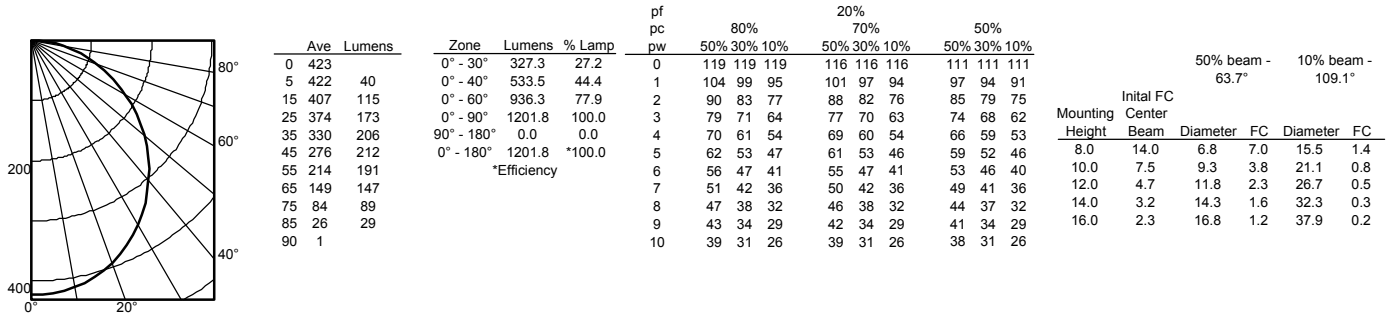 80°
60°
40°
20°
0°
200
400
Ave Lumens
0 423
5 422 40
15 407 115
25 374 173
35 330 206
45 276 212
55 214 191
65 149 147
75 84 89
85 26 29
90 1
Zone Lumens % Lamp
0° - 30° 327.3 27.2
0° - 40° 533.5 44.4
0° - 60° 936.3 77.9
0° - 90° 1201.8 100.0
90° - 180° 0.0 0.0
0° - 180° 1201.8 *100.0
*Efficiency
pf 20%
pc 80% 70% 50%
pw 50% 30% 10% 50% 30% 10% 50% 30% 10%
0 119 119 119 116 116 116 111 111 111
1 104 99 95 101 97 94 97 94 91
2 90 83 77 88 82 76 85 79 75
3 79 71 64 77 70 63 74 68 62
4 70 61 54 69 60 54 66 59 53
5 62 53 47 61 53 46 59 52 46
6 56 47 41 55 47 41 53 46 40
7 51 42 36 50 42 36 49 41 36
8 47 38 32 46 38 32 44 37 32
9 43 34 29 42 34 29 41 34 29
10 39 31 26 39 31 26 38 31 26
50% beam - 10% beam -
63.7° 109.1°
Inital FC
Mounting Center
Height Beam Diameter FC Diameter FC
8.0 14.0 6.8 7.0 15.5 1.4
10.0 7.5 9.3 3.8 21.1 0.8
12.0 4.7 11.8 2.3 26.7 0.5
14.0 3.2 14.3 1.6 32.3 0.3
16.0 2.3 16.8 1.2 37.9 0.2